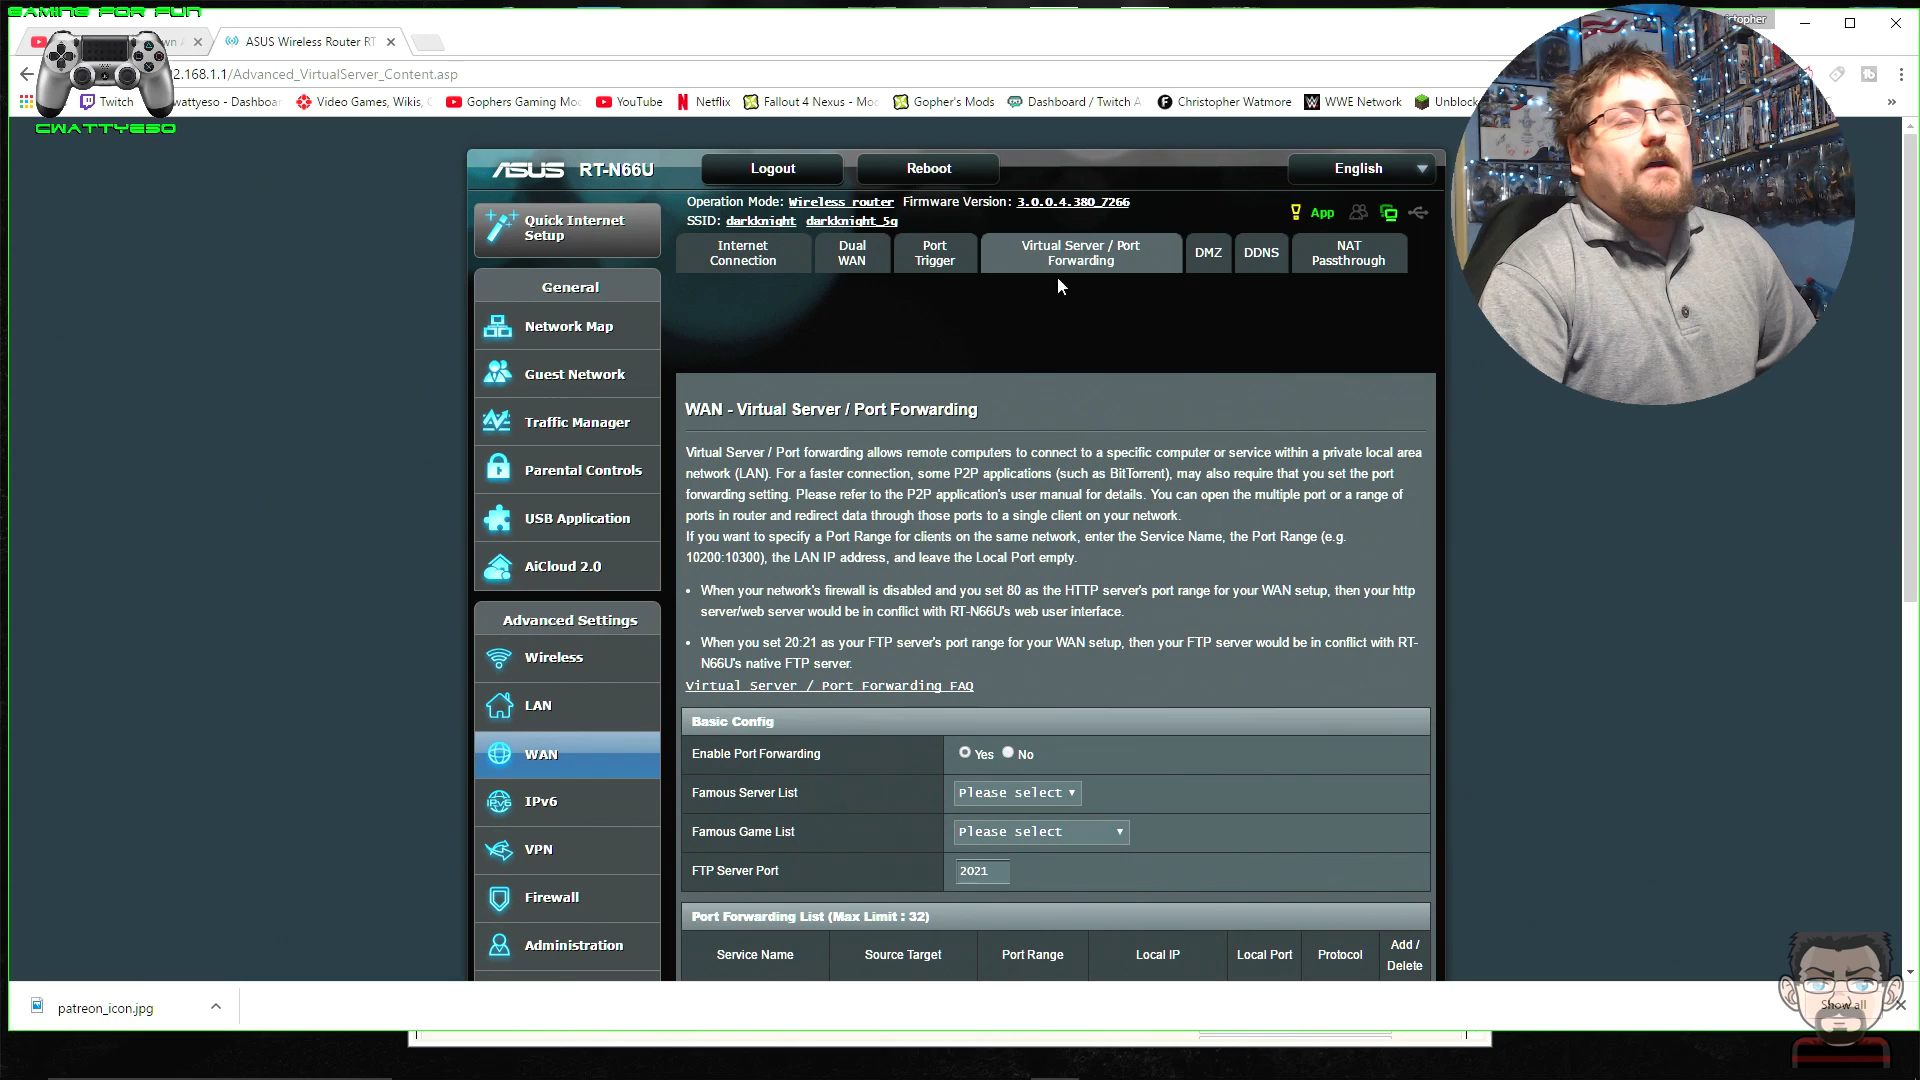 GAMING FOR FUN
CWATTYESO
ASUS Wireless Router RT
2.168.1.1/Advanced_VirtualServer_Content.asp
Twitch
wattyeso - Dashboar
Video Games, Wikis,
Gophers Gaming Mo
YouTube
Netflix
Fallout 4 Nexus - Mo
Gopher's Mods
Dashboard / Twitch A
Christopher Watmore
WWE Network
Unblock
»
ASUS RT-N66U
Logout
Reboot
English
Operation Mode: Wireless router Firmware Version: 3.0.0.4.380_7266
SSID: darkknight darkknight_5g
App
Quick Internet
Setup
Internet
Connection
Dual
WAN
Port
Trigger
Virtual Server / Port
Forwarding
DMZ
DDNS
NAT
Passthrough
General
Network Map
Guest Network
Traffic Manager
Parental Controls
USB Application
AiCloud 2.0
Advanced Settings
Wireless
LAN
WAN
IPv6
VPN
Firewall
Administration
WAN - Virtual Server / Port Forwarding
Virtual Server / Port forwarding allows remote computers to connect to a specific computer or service within a private local area
network (LAN). For a faster connection, some P2P applications (such as BitTorrent), may also require that you set the port
forwarding setting. Please refer to the P2P application's user manual for details. You can open the multiple port or a range of
ports in router and redirect data through those ports to a single client on your network.
If you want to specify a Port Range for clients on the same network, enter the Service Name, the Port Range (e.g.
10200:10300), the LAN IP address, and leave the Local Port empty.
• When your network's firewall is disabled and you set 80 as the HTTP server's port range for your WAN setup, then your http
server/web server would be in conflict with RT-N66U's web user interface.
• When you set 20:21 as your FTP server's port range for your WAN setup, then your FTP server would be in conflict with RT-
N66U's native FTP server.
Virtual Server / Port Forwarding FAQ
Basic Config
Enable Port Forwarding
Yes No
Famous Server List
Please select
Famous Game List
Please select
FTP Server Port
2021
Port Forwarding List (Max Limit : 32)
Service Name
Source Target
Port Range
Local IP
Local Port
Protocol
Add /
Delete
patreon_icon.jpg
Show all